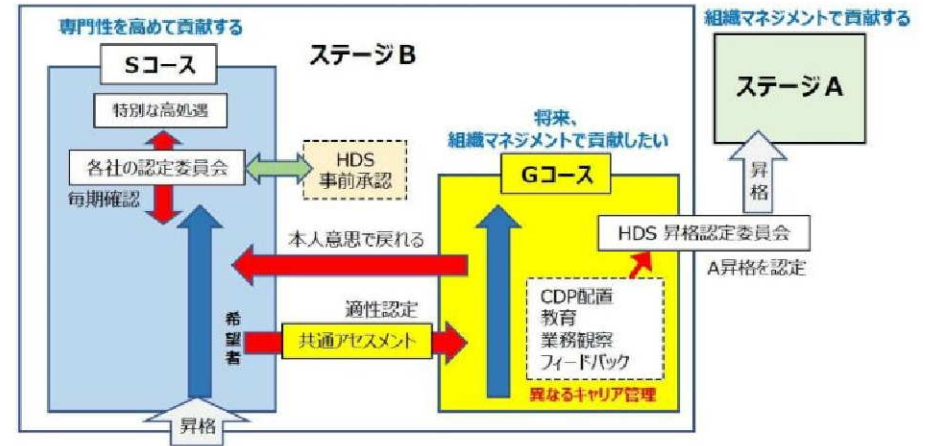 専門性を高めて貢献する
Sコース
ステージB
特別な高処遇
各社の認定委員会
毎期確認
HDS
事前承認
将来、
組織マネジメントで貢献したい
Gコース
組織マネジメントで貢献する
ステージA
昇格
HDS 昇格認定委員会
A昇格を認定
本人意思で戻れる
適性認定
希望者
共通アセスメント
CDP配置
教育
業務観察
フィードバック
異なるキャリア管理
昇格